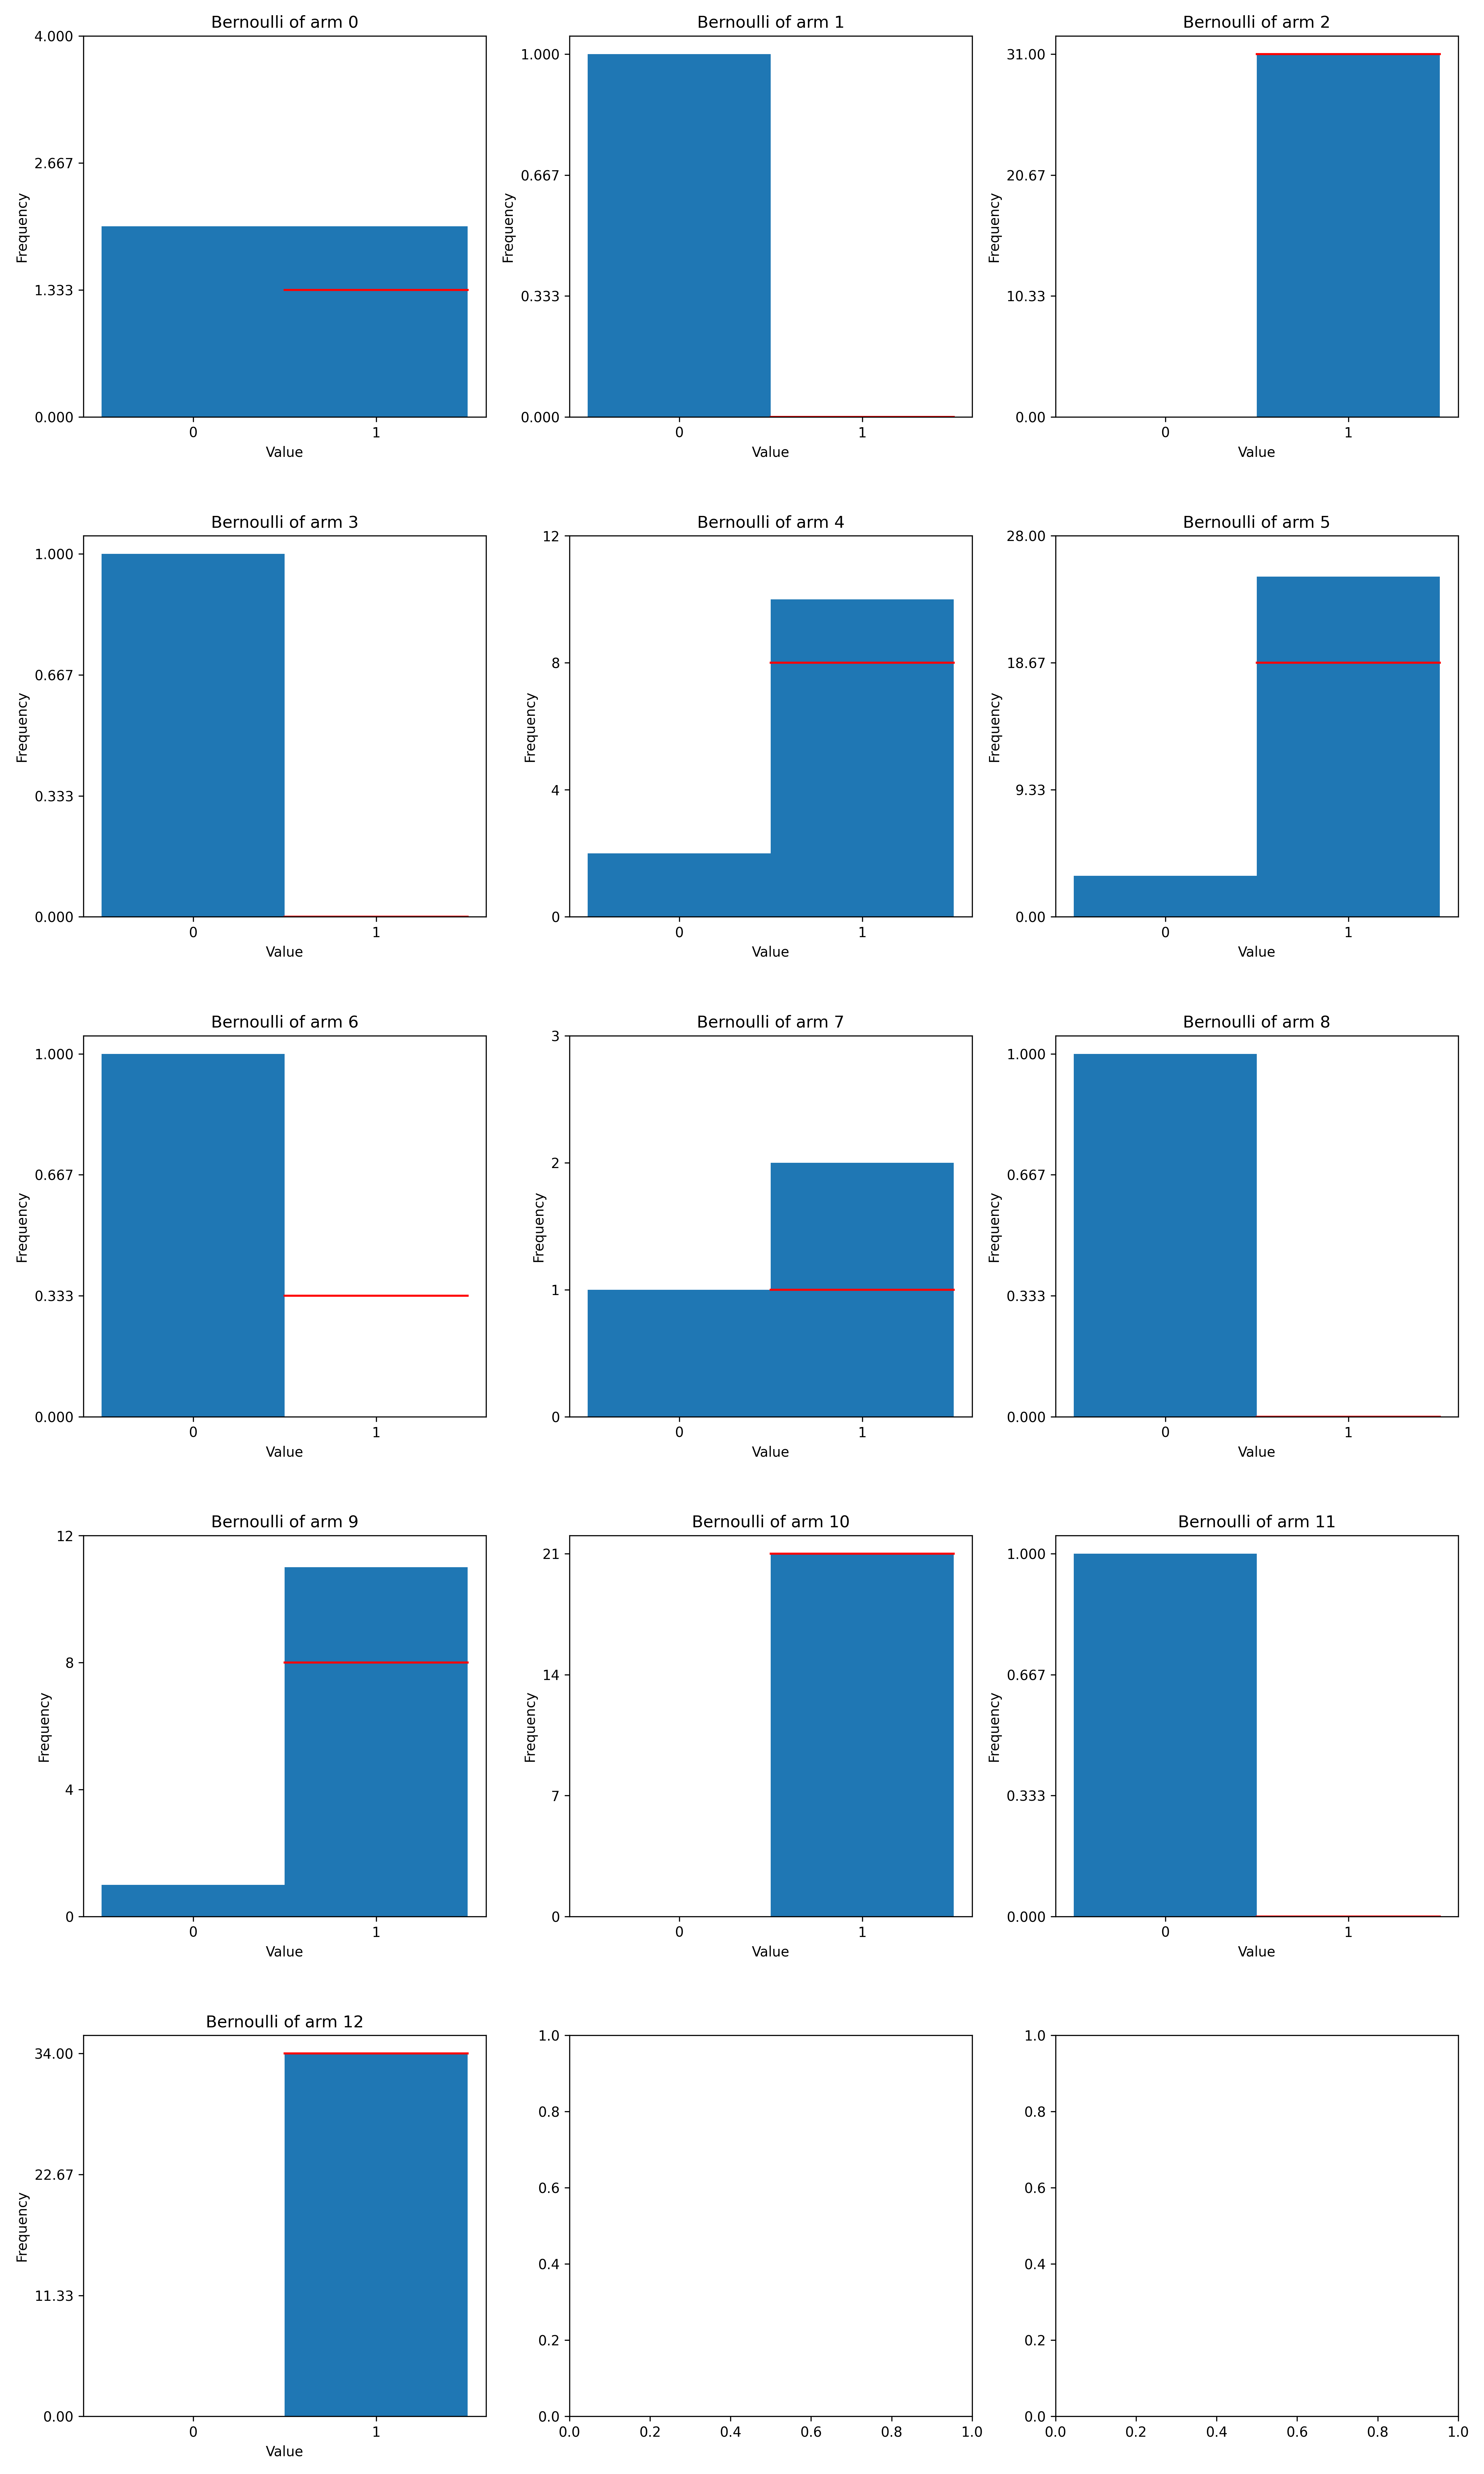 Bernoulli of arm 0
4.000
2.667
1.333
0.000
Frequency
0 1
Value
Bernoulli of arm 1
1.000
0.667
0.333
0.000
Frequency
0 1
Value
Bernoulli of arm 2
31.00
20.67
10.33
0.00
Frequency
0 1
Value
Bernoulli of arm 3
1.000
0.667
0.333
0.000
Frequency
0 1
Value
Bernoulli of arm 4
12
8
4
0
Frequency
0 1
Value
Bernoulli of arm 5
28.00
18.67
9.33
0.00
Frequency
0 1
Value
Bernoulli of arm 6
1.000
0.667
0.333
0.000
Frequency
0 1
Value
Bernoulli of arm 7
3
2
1
0
Frequency
0 1
Value
Bernoulli of arm 8
1.000
0.667
0.333
0.000
Frequency
0 1
Value
Bernoulli of arm 9
12
8
4
0
Frequency
0 1
Value
Bernoulli of arm 10
21
14
7
0
Frequency
0 1
Value
Bernoulli of arm 11
1.000
0.667
0.333
0.000
Frequency
0 1
Value
Bernoulli of arm 12
34.00
22.67
11.33
0.00
Frequency
0 1
Value
1.0
0.8
0.6
0.4
0.2
0.0
0.0 0.2 0.4 0.6 0.8 1.0
1.0
0.8
0.6
0.4
0.2
0.0
0.0 0.2 0.4 0.6 0.8 1.0